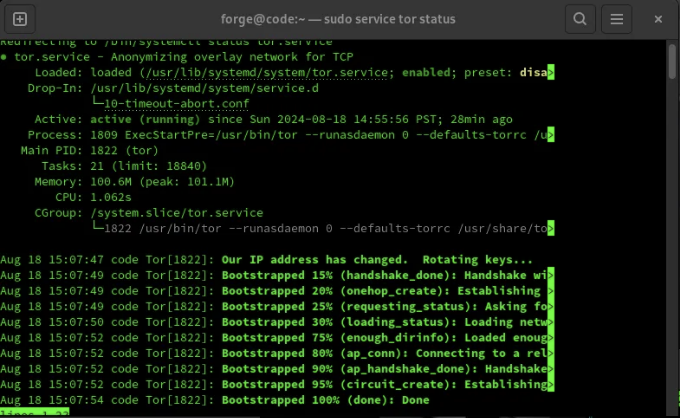 forge@code:~ — sudo service tor status
Redirecting to /bin/systemctl status tor.service
● tor.service - Anonymizing overlay network for TCP
Loaded: loaded (/usr/lib/systemd/system/tor.service; enabled; preset: disa>
Drop-In: /usr/lib/systemd/system/service.d
└─10-timeout-abort.conf
Active: active (running) since Sun 2024-08-18 14:55:56 PST; 28min ago
Process: 1809 ExecStartPre=/usr/bin/tor --runasdaemon 0 --defaults-torrc /u>
Main PID: 1822 (tor)
Tasks: 21 (limit: 18840)
Memory: 100.6M (peak: 101.1M)
CPU: 1.062s
CGroup: /system.slice/tor.service
└─1822 /usr/bin/tor --runasdaemon 0 --defaults-torrc /usr/share/to>
Aug 18 15:07:47 code Tor[1822]: Our IP address has changed.  Rotating keys...
Aug 18 15:07:49 code Tor[1822]: Bootstrapped 15% (handshake_done): Handshake wi>
Aug 18 15:07:49 code Tor[1822]: Bootstrapped 20% (onehop_create): Establishing >
Aug 18 15:07:49 code Tor[1822]: Bootstrapped 25% (requesting_status): Asking fo>
Aug 18 15:07:50 code Tor[1822]: Bootstrapped 30% (loading_status): Loading netw>
Aug 18 15:07:52 code Tor[1822]: Bootstrapped 75% (enough_dirinfo): Loaded enoug>
Aug 18 15:07:52 code Tor[1822]: Bootstrapped 80% (ap_conn): Connecting to a rel>
Aug 18 15:07:52 code Tor[1822]: Bootstrapped 90% (ap_handshake_done): Handshake>
Aug 18 15:07:52 code Tor[1822]: Bootstrapped 95% (circuit_create): Establishing>
Aug 18 15:07:54 code Tor[1822]: Bootstrapped 100% (done): Done
lines 1-22